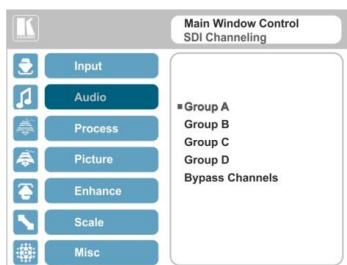 Main Window Control
SDI Channeling
Input
Audio
Process
Picture
Enhance
Scale
Misc
Group A
Group B
Group C
Group D
Bypass Channels